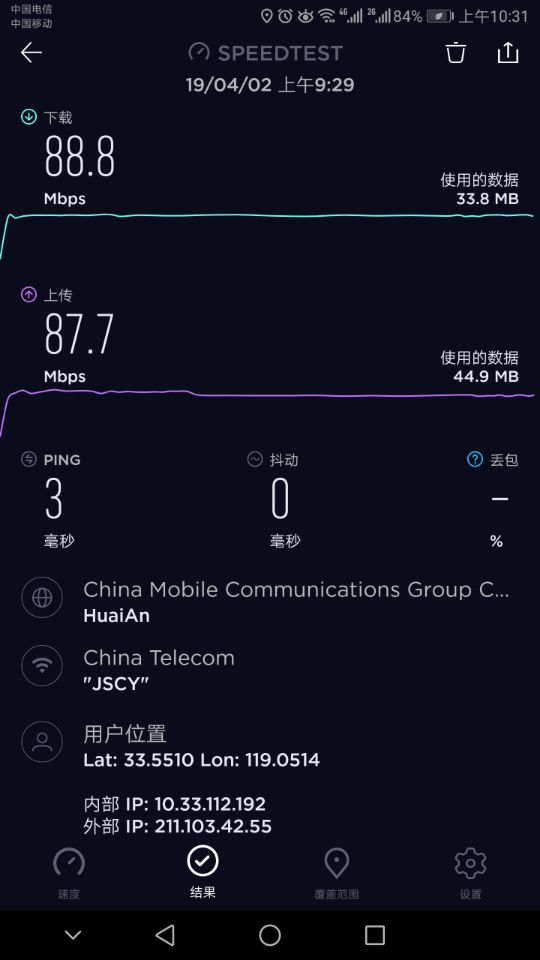 中国电信
中国移动
4G 2G 84% 上午10:31
SPEEDTEST
19/04/02 上午9:29
下载
88.8
Mbps
使用的数据
33.8 MB
上传
87.7
Mbps
使用的数据
44.9 MB
PING
3
毫秒
抖动
0
毫秒
? 丢包
–
%
China Mobile Communications Group C...
HuaiAn
China Telecom
"JSCY"
用户位置
Lat: 33.5510 Lon: 119.0514
内部 IP: 10.33.112.192
外部 IP: 211.103.42.55
速度
结果
覆盖范围
设置